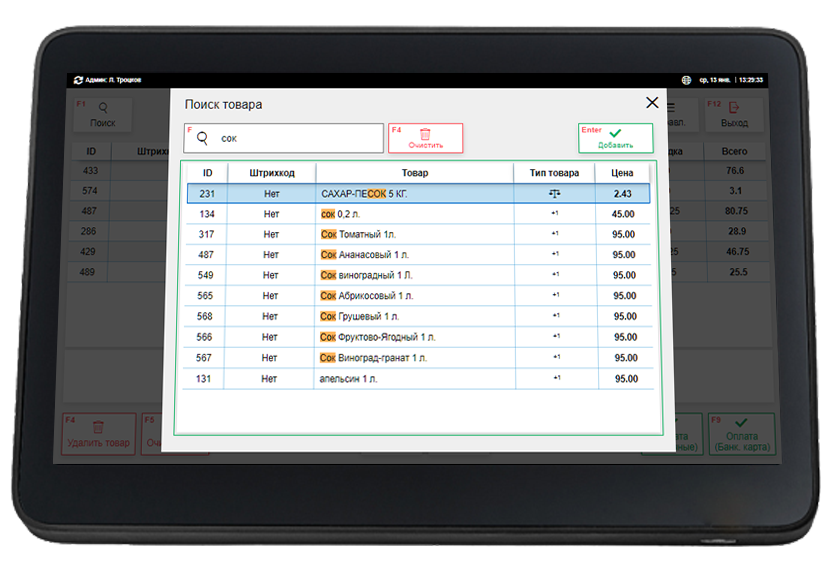 Админ: Л. Троцков
ср, 13 янв. | 13:29:33
F1
Поиск
F12
Выход
ID
Всего
433
76.6
574
3.1
487
80.75
286
28.9
429
46.75
489
25.5
F4
Удалить товар
F5
F9
Оплата
(Банк. карта)
Поиск товара
F
сок
F4
Очистить
Enter
Добавить
ID Штрихкод Товар Тип товара Цена
231 Нет САХАР-ПЕСОК 5 КГ. 2.43
134 Нет сок 0,2 л. +1 45.00
317 Нет Сок Томатный 1л. +1 95.00
487 Нет Сок Ананасовый 1 л. +1 95.00
549 Нет Сок виноградный 1 Л. +1 95.00
565 Нет Сок Абрикосовый 1 л. +1 95.00
568 Нет Сок Грушевый 1 л. +1 95.00
566 Нет Сок Фруктово-Ягодный 1 л. +1 95.00
567 Нет Сок Виноград-гранат 1 л. +1 95.00
131 Нет апельсин 1 л. +1 95.00